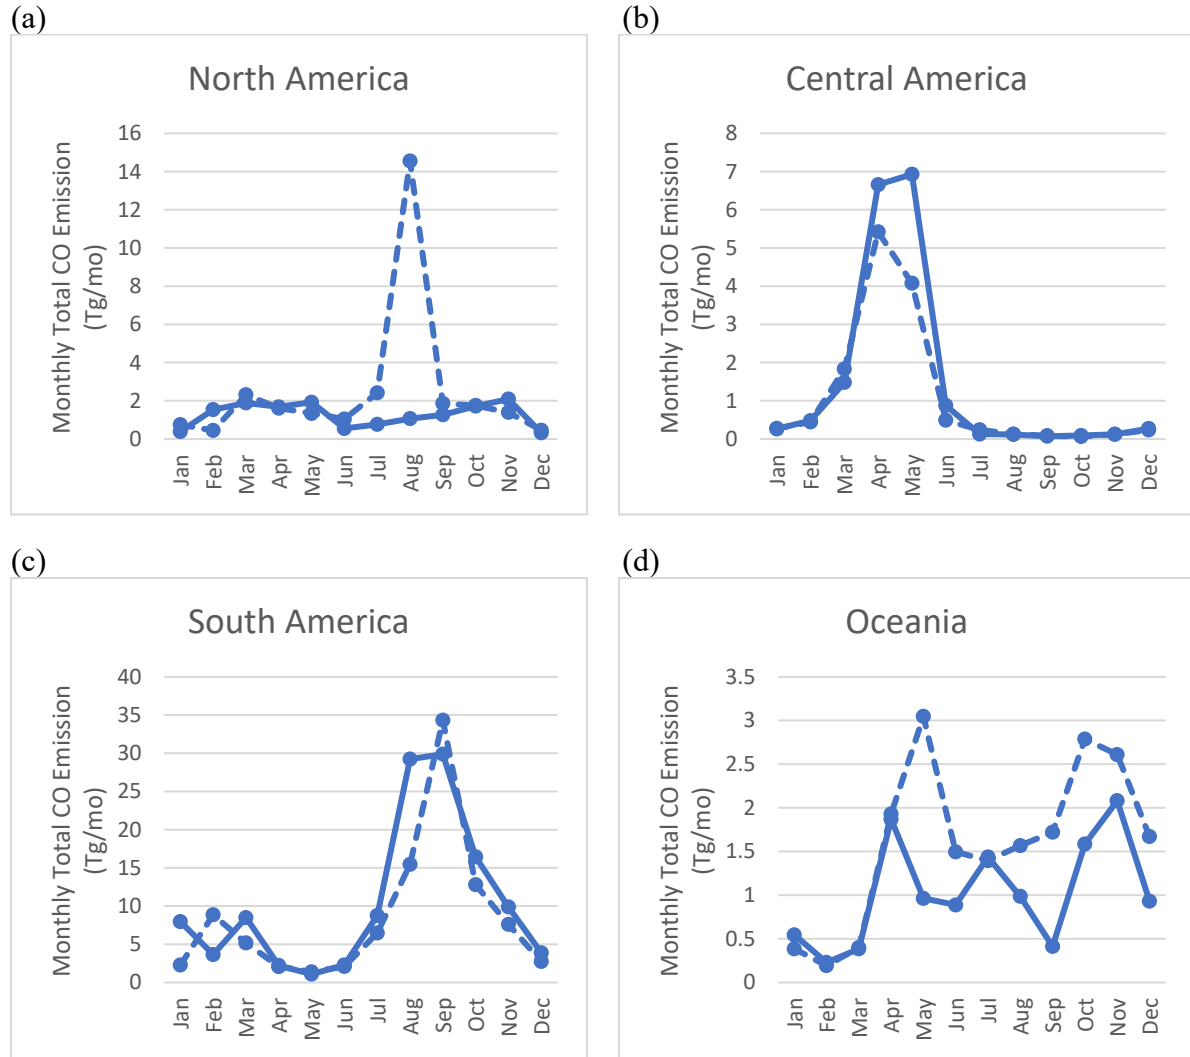 (a)
North America
Monthly Total CO Emission
(Tg/mo)
16
14
12
10
8
6
4
2
0
Jan
Feb
Mar
Apr
May
Jun
Jul
Aug
Sep
Oct
Nov
Dec
(b)
Central America
Monthly Total CO Emission
(Tg/mo)
8
7
6
5
4
3
2
1
0
Jan
Feb
Mar
Apr
May
Jun
Jul
Aug
Sep
Oct
Nov
Dec
(c)
South America
Monthly Total CO Emission
(Tg/mo)
40
35
30
25
20
15
10
5
0
Jan
Feb
Mar
Apr
May
Jun
Jul
Aug
Sep
Oct
Nov
Dec
(d)
Oceania
Monthly Total CO Emission
(Tg/mo)
3.5
3
2.5
2
1.5
1
0.5
0
Jan
Feb
Mar
Apr
May
Jun
Jul
Aug
Sep
Oct
Nov
Dec